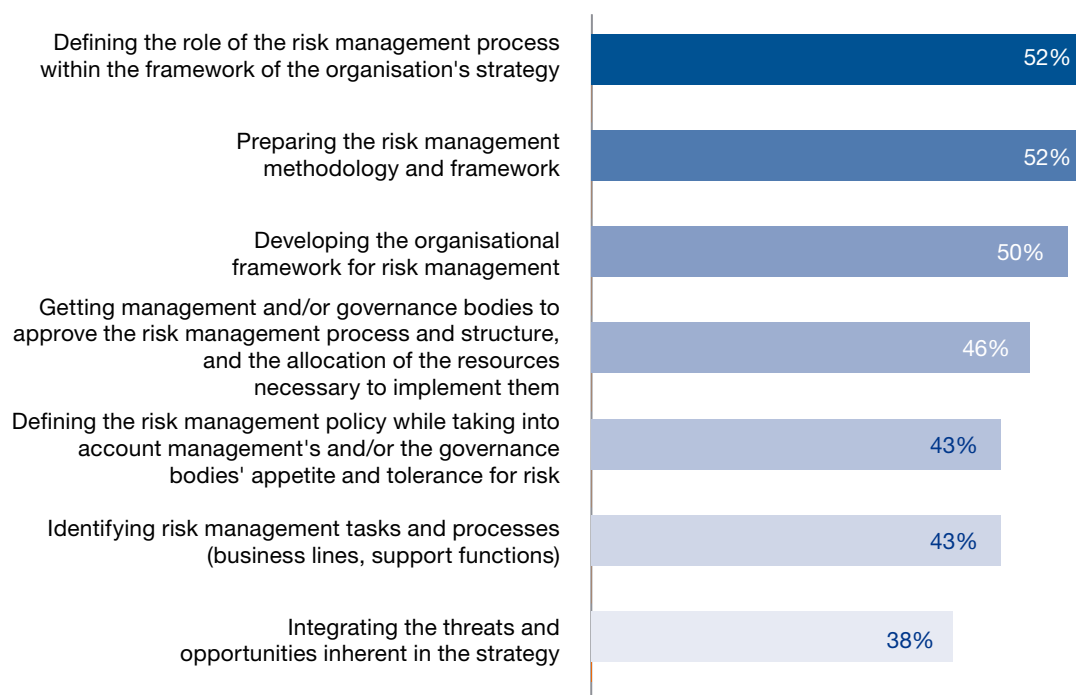 Defining the role of the risk management process
within the framework of the organisation's strategy
52%
Preparing the risk management
methodology and framework
52%
Developing the organisational
framework for risk management
50%
Getting management and/or governance bodies to
approve the risk management process and structure,
and the allocation of the resources
necessary to implement them
46%
Defining the risk management policy while taking into
account management's and/or the governance
bodies' appetite and tolerance for risk
43%
Identifying risk management tasks and processes
(business lines, support functions)
43%
Integrating the threats and
opportunities inherent in the strategy
38%